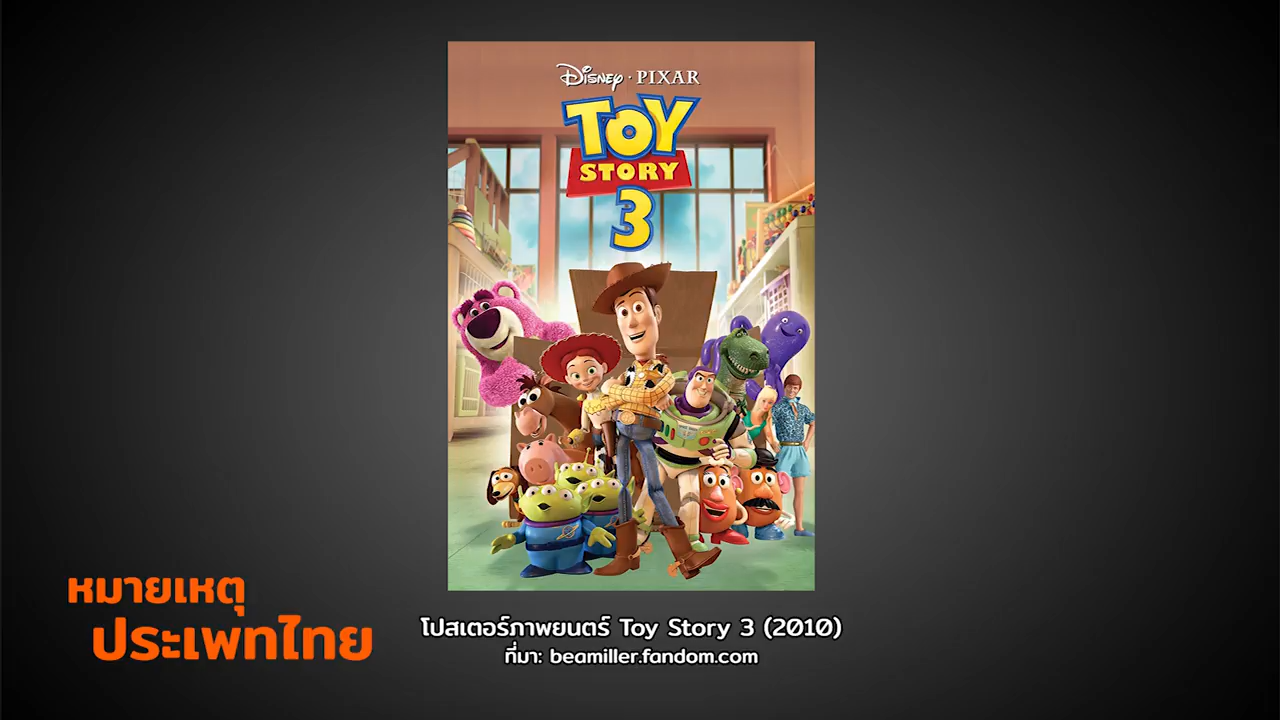 Disney · PIXAR
TOY
STORY
3
หมายเหตุ
ประเพทไทย
โปสเตอร์ภาพยนตร์ Toy Story 3 (2010)
ที่มา: beamiller.fandom.com